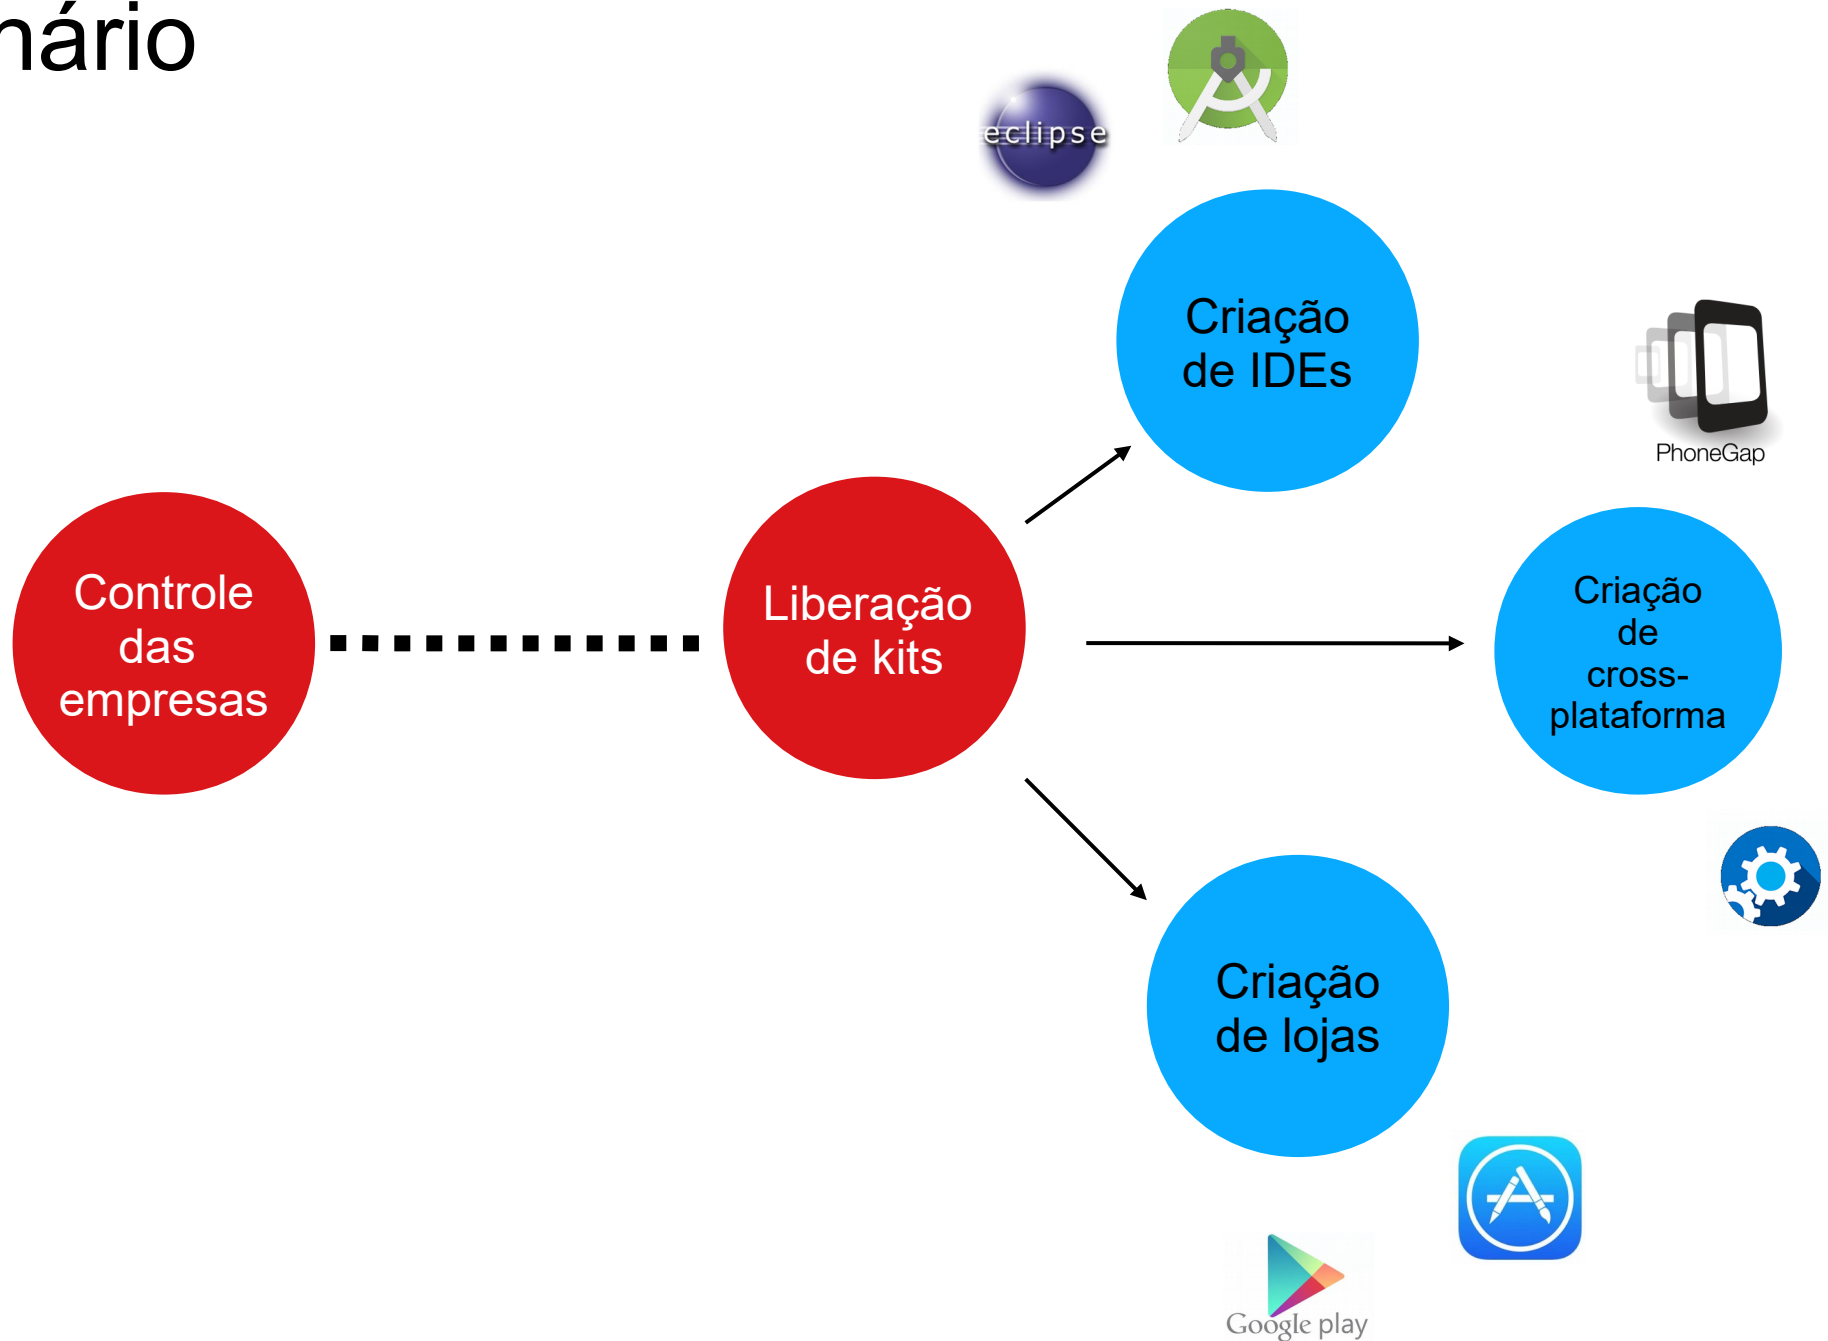 nário
eclipse
Criação
de IDEs
PhoneGap
Controle
das
empresas
Liberação
de kits
Criação
de
cross-
plataforma
Criação
de lojas
Google play